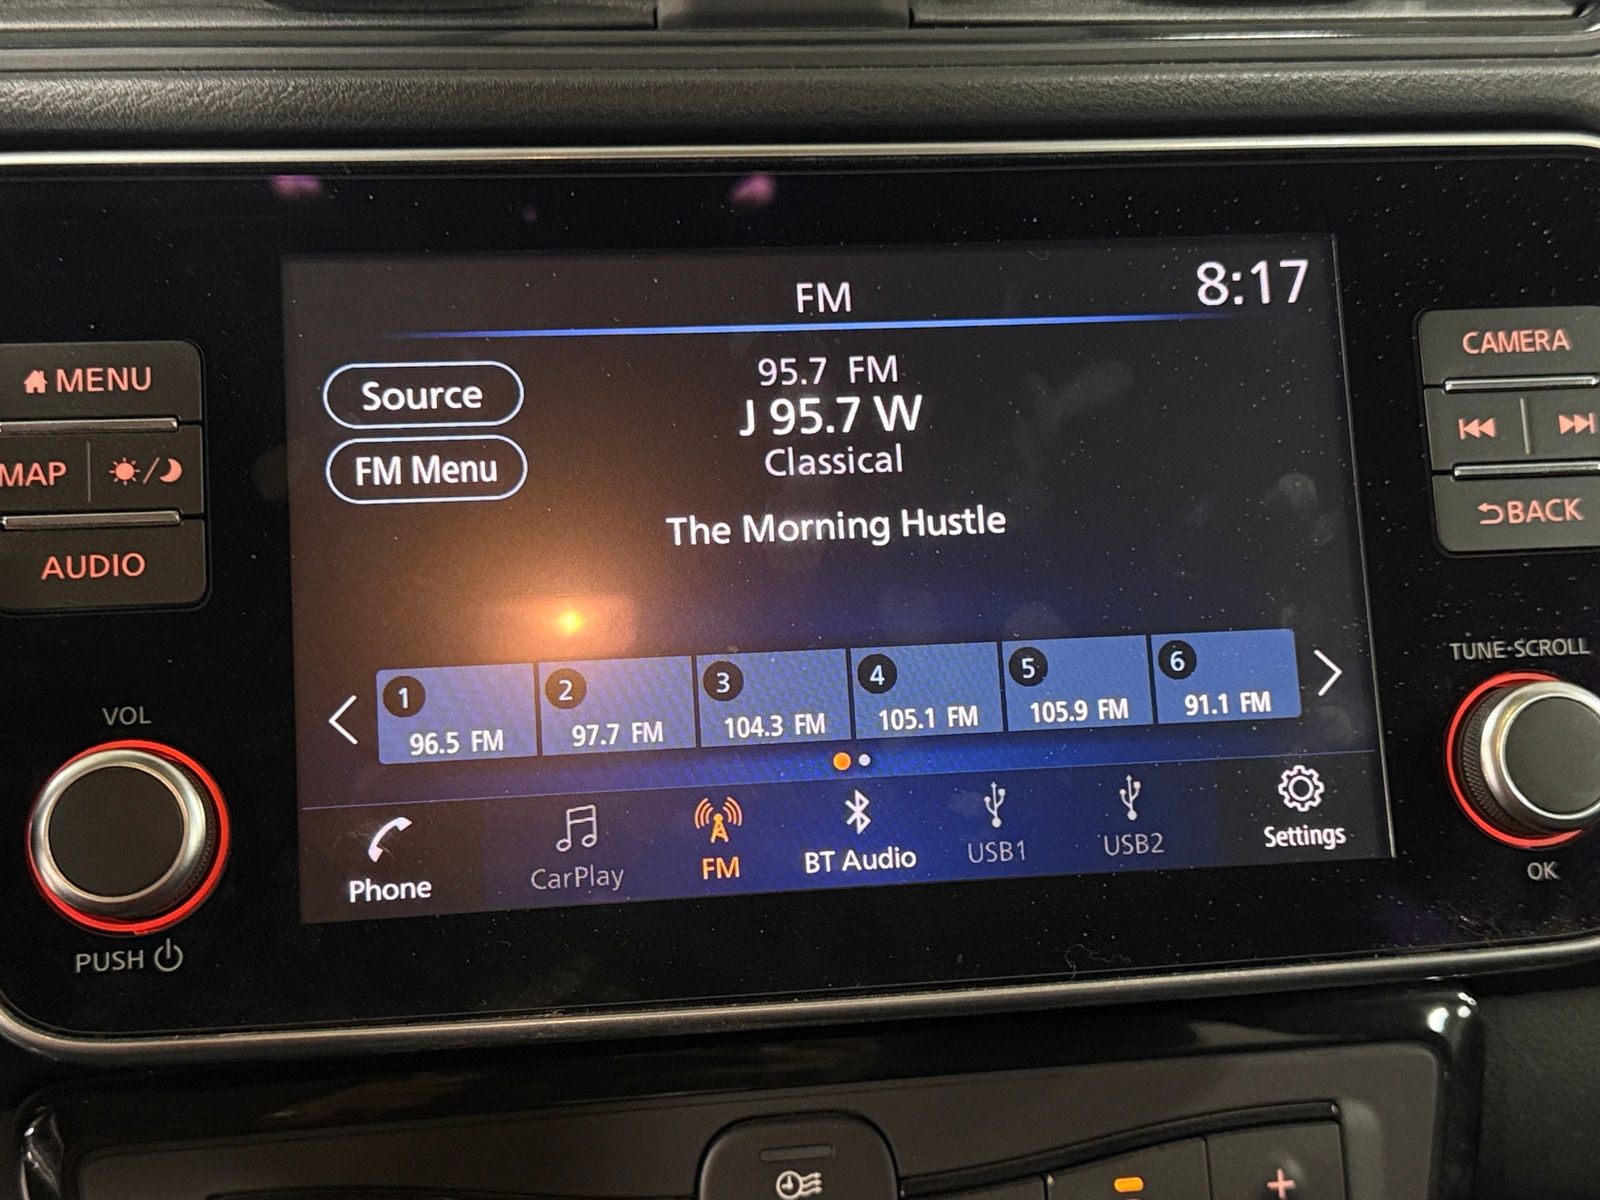 FM
8:17
Source
FM Menu
95.7 FM
J 95.7 W
Classical
The Morning Hustle
1
96.5 FM
2
97.7 FM
3
104.3 FM
4
105.1 FM
5
105.9 FM
6
91.1 FM
Phone
CarPlay
FM
BT Audio
USB1
USB2
Settings
MENU
MAP
AUDIO
VOL
PUSH
CAMERA
BACK
TUNE·SCROLL
OK